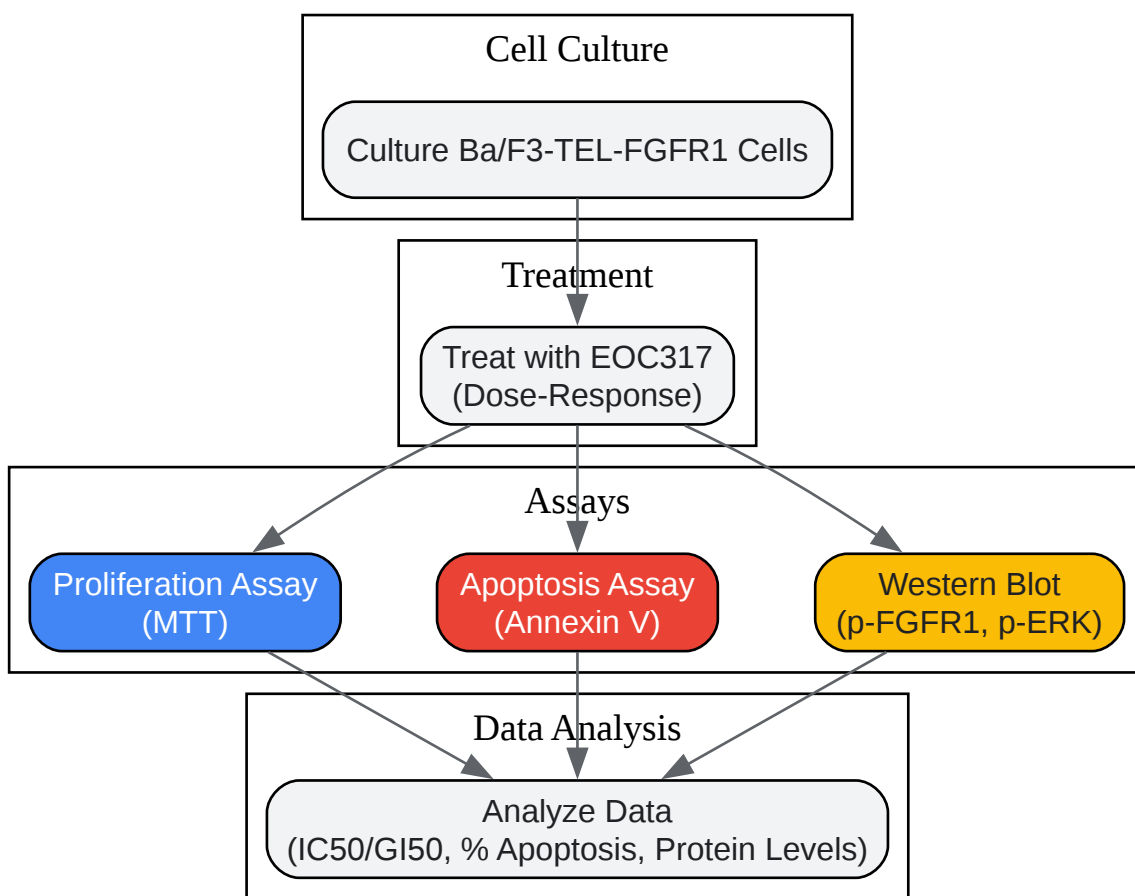 Cell Culture
Culture Ba/F3-TEL-FGFR1 Cells
Treatment
Treat with EOC317
(Dose-Response)
Assays
Proliferation Assay
(MTT)
Apoptosis Assay
(Annexin V)
Western Blot
(p-FGFR1, p-ERK)
Data Analysis
Analyze Data
(IC50/GI50, % Apoptosis, Protein Levels)